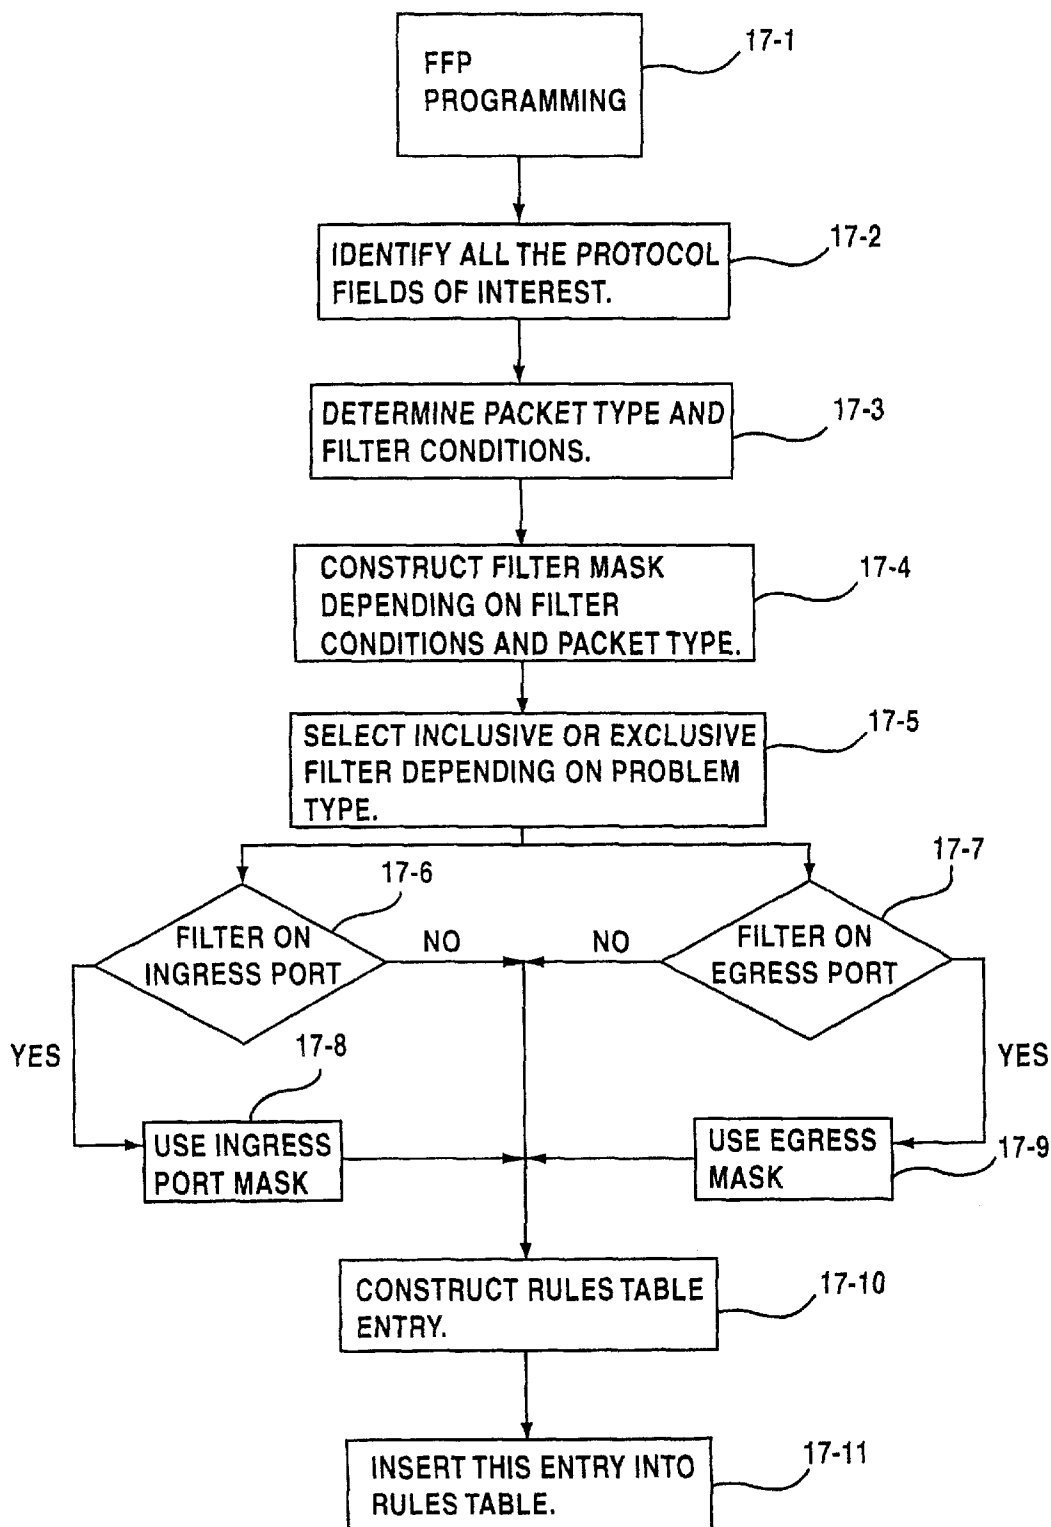 FFP
PROGRAMMING
17-1
IDENTIFY ALL THE PROTOCOL
FIELDS OF INTEREST.
17-2
DETERMINE PACKET TYPE AND
FILTER CONDITIONS.
17-3
CONSTRUCT FILTER MASK
DEPENDING ON FILTER
CONDITIONS AND PACKET TYPE.
17-4
SELECT INCLUSIVE OR EXCLUSIVE
FILTER DEPENDING ON PROBLEM
TYPE.
17-5
17-6
FILTER ON
INGRESS PORT
NO
YES
17-7
FILTER ON
EGRESS PORT
NO
YES
17-8
USE INGRESS
PORT MASK
USE EGRESS
MASK
17-9
CONSTRUCT RULES TABLE
ENTRY.
17-10
INSERT THIS ENTRY INTO
RULES TABLE.
17-11